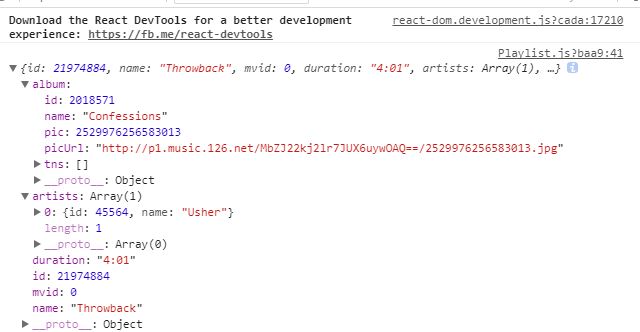 Download the React DevTools for a better development react-dom.development.js?cada:17210
experience: https://fb.me/react-devtools
Playlist.js?baa9:41
{id: 21974884, name: "Throwback", mvid: 0, duration: "4:01", artists: Array(1), …} i
album:
id: 2018571
name: "Confessions"
pic: 2529976256583013
picUrl: "http://p1.music.126.net/MbZJ22kj2lr7JUX6uywOAQ==/2529976256583013.jpg"
tns: []
__proto__: Object
artists: Array(1)
0: {id: 45564, name: "Usher"}
length: 1
__proto__: Array(0)
duration: "4:01"
id: 21974884
mvid: 0
name: "Throwback"
__proto__: Object